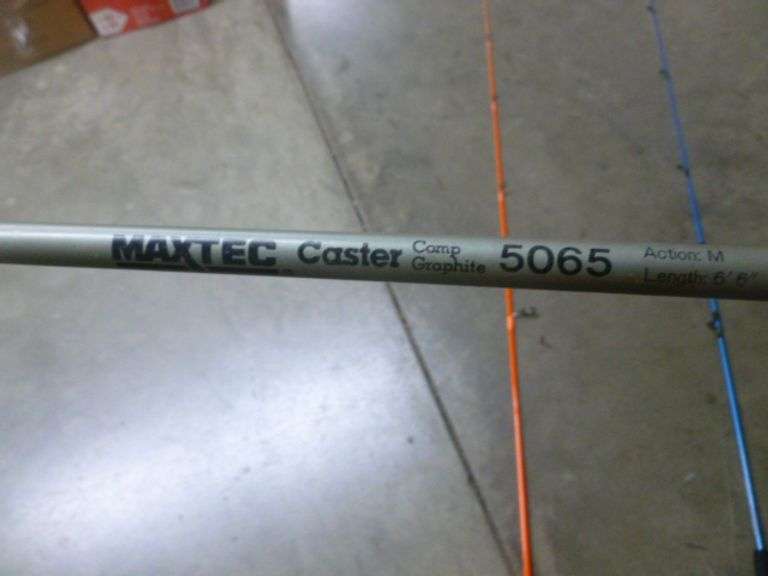 MAXTEC Caster Comp Graphite 5065 Action: M
Length: 6' 6"